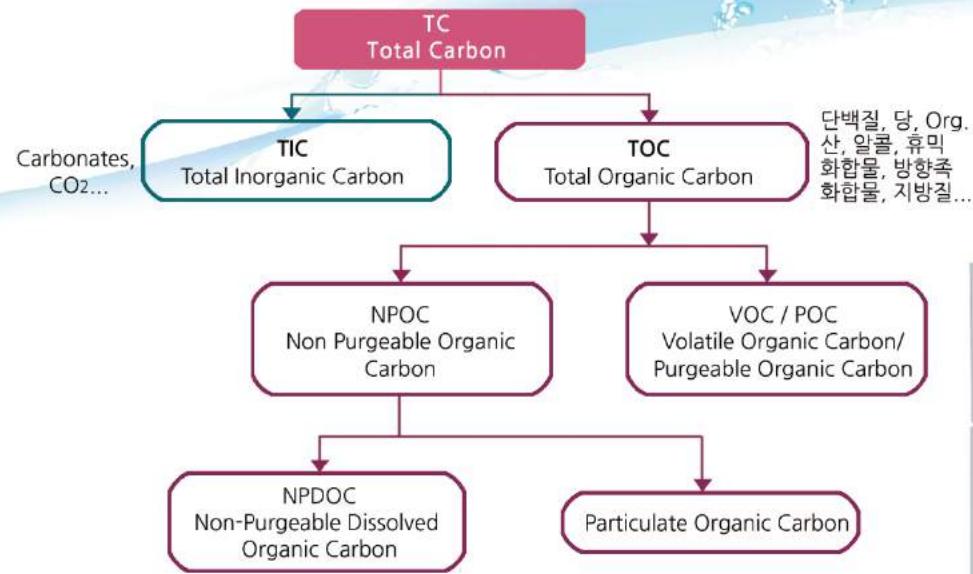 TC
Total Carbon
Carbonates,
CO2...
TIC
Total Inorganic Carbon
TOC
Total Organic Carbon
단백질, 당, Org.
산, 알콜, 휴믹
화합물, 방향족
화합물, 지방질...
NPOC
Non Purgeable Organic
Carbon
VOC / POC
Volatile Organic Carbon/
Purgeable Organic Carbon
NPDOC
Non-Purgeable Dissolved
Organic Carbon
Particulate Organic Carbon